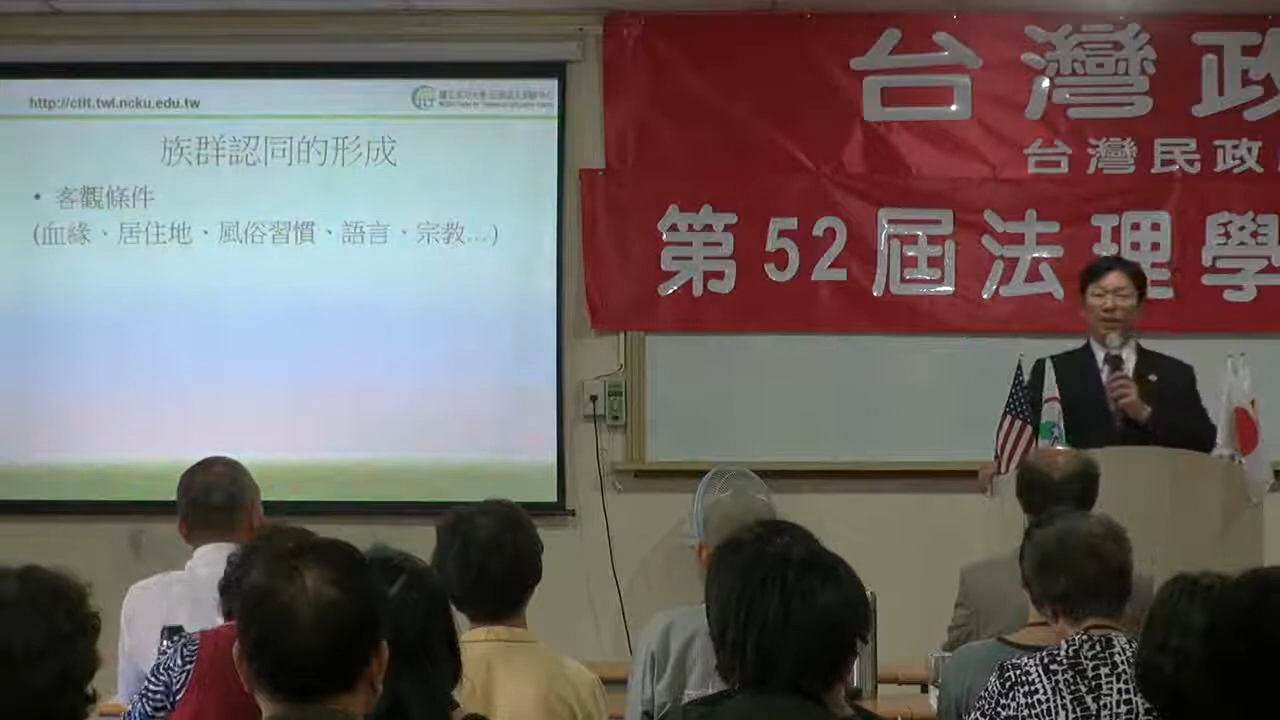 http://ctlt.twl.ncku.edu.tw
族群認同的形成
• 客觀條件
(血緣、居住地、風俗習慣、語言、宗教...)
台灣政
台灣民政
第52屆法理學